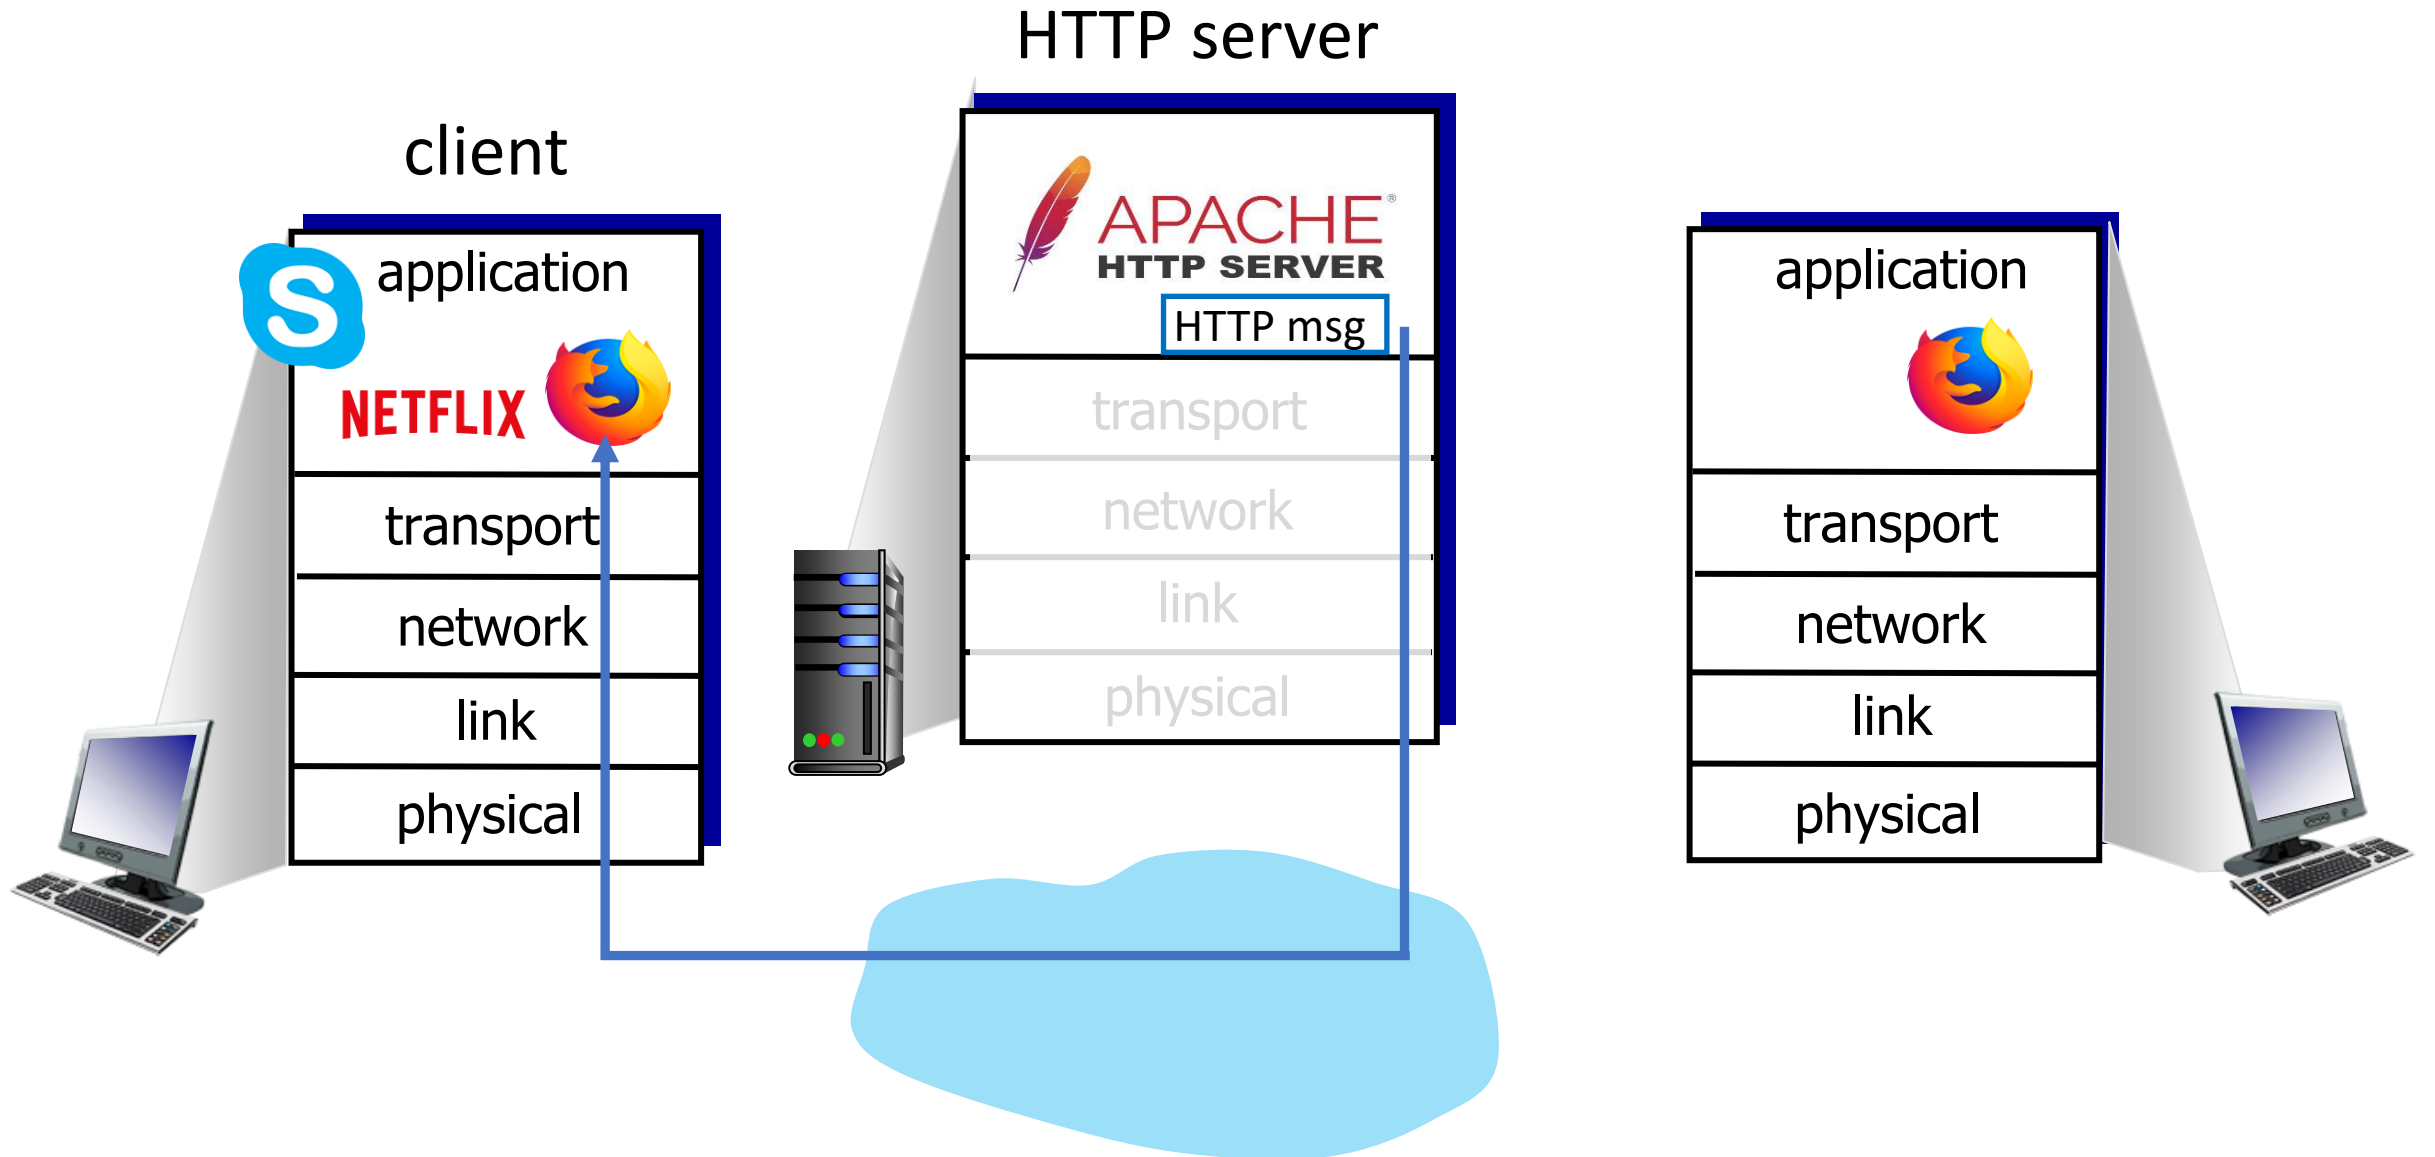 HTTP server
client
APACHE®
HTTP SERVER
HTTP msg
transport
network
link
physical
S
application
NETFLIX
transport
network
link
physical
application
transport
network
link
physical